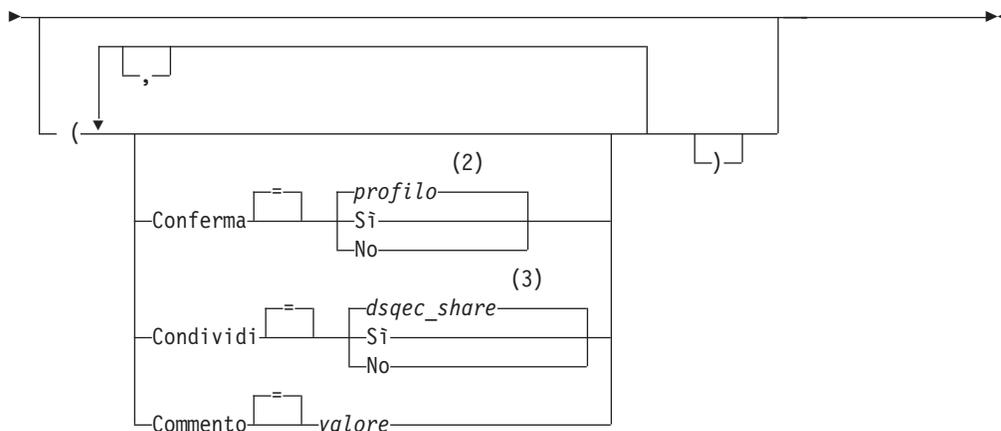 ,
(
)
(2)
Conferma = profilo
Sì
No
(3)
Condividi = dsqec_share
Sì
No
Commento = valore